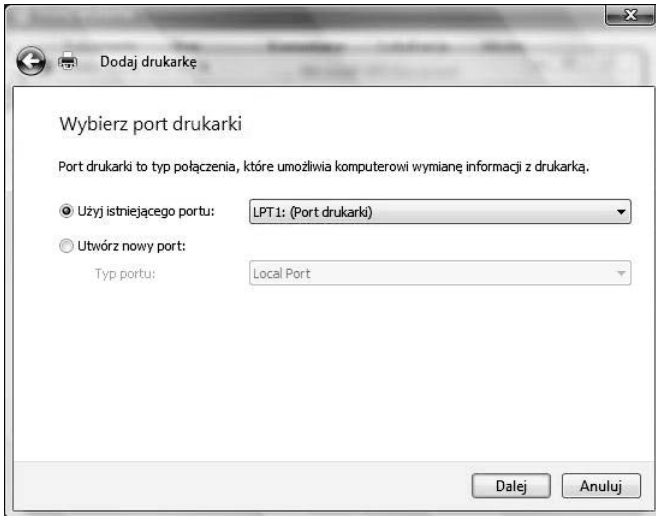 Dodaj drukarkę
Wybierz port drukarki
Port drukarki to typ połączenia, które umożliwia komputerowi wymianę informacji z drukarką.
Użyj istniejącego portu: LPT1: (Port drukarki)
Utwórz nowy port:
Typ portu: Local Port
Dalej Anuluj